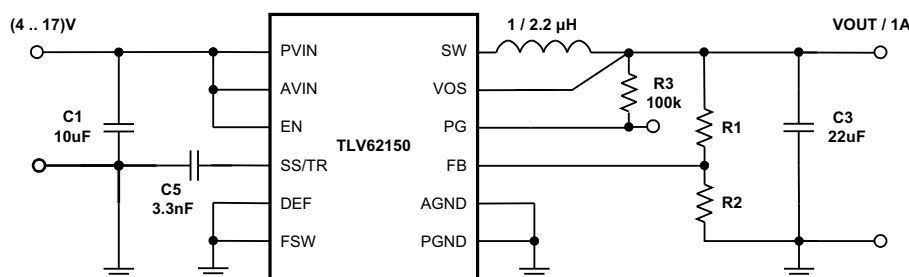 (4 .. 17)V
1 / 2.2 µH
VOUT / 1A
PVIN
SW
AVIN
VOS
R3
100k
C1
10uF
EN
PG
TLV62150
R1
C3
22uF
SS/TR
FB
C5
3.3nF
DEF
AGND
R2
FSW
PGND